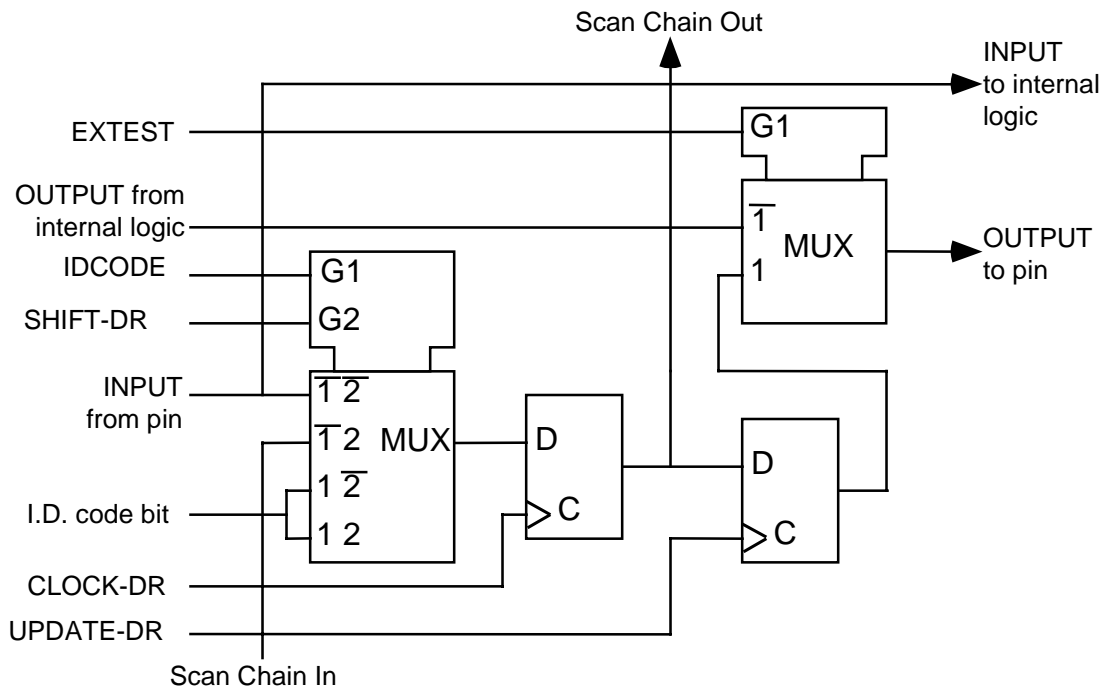 Scan Chain Out
INPUT
to internal
logic
EXTEST
G1
OUTPUT from
internal logic
1̅
MUX
OUTPUT
to pin
IDCODE
G1
1
SHIFT-DR
G2
INPUT
from pin
1̅ 2̅
1̅ 2
MUX
D
1 2̅
D
I.D. code bit
C
1 2
C
CLOCK-DR
UPDATE-DR
Scan Chain In